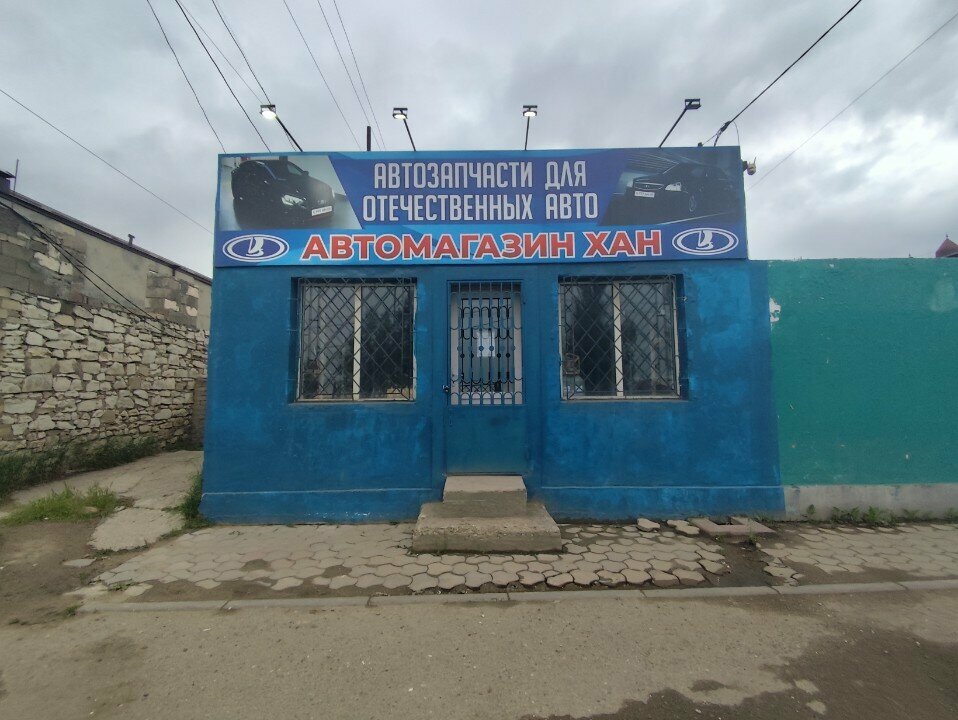 АВТОЗАПЧАСТИ ДЛЯ
ОТЕЧЕСТВЕННЫХ АВТО
АВТОМАГАЗИН ХАН